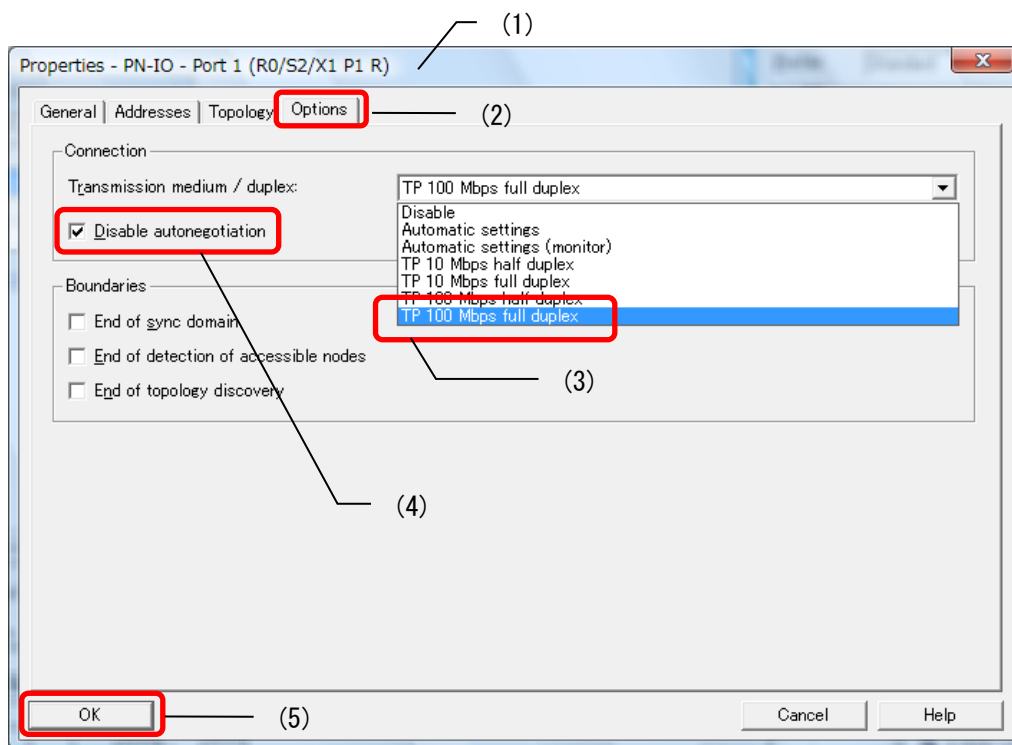 (1)
Properties - PN-IO - Port 1 (R0/S2/X1 P1 R)
General Addresses Topology Options
(2)
Connection
Transmission medium / duplex: TP 100 Mbps full duplex
Disable
Disable autonegotiation
Automatic settings
Automatic settings (monitor)
TP 10 Mbps half duplex
TP 10 Mbps full duplex
TP 100 Mbps half duplex
TP 100 Mbps full duplex
Boundaries
End of sync domain
End of detection of accessible nodes
End of topology discovery
(3)
(4)
OK
(5)
Cancel
Help